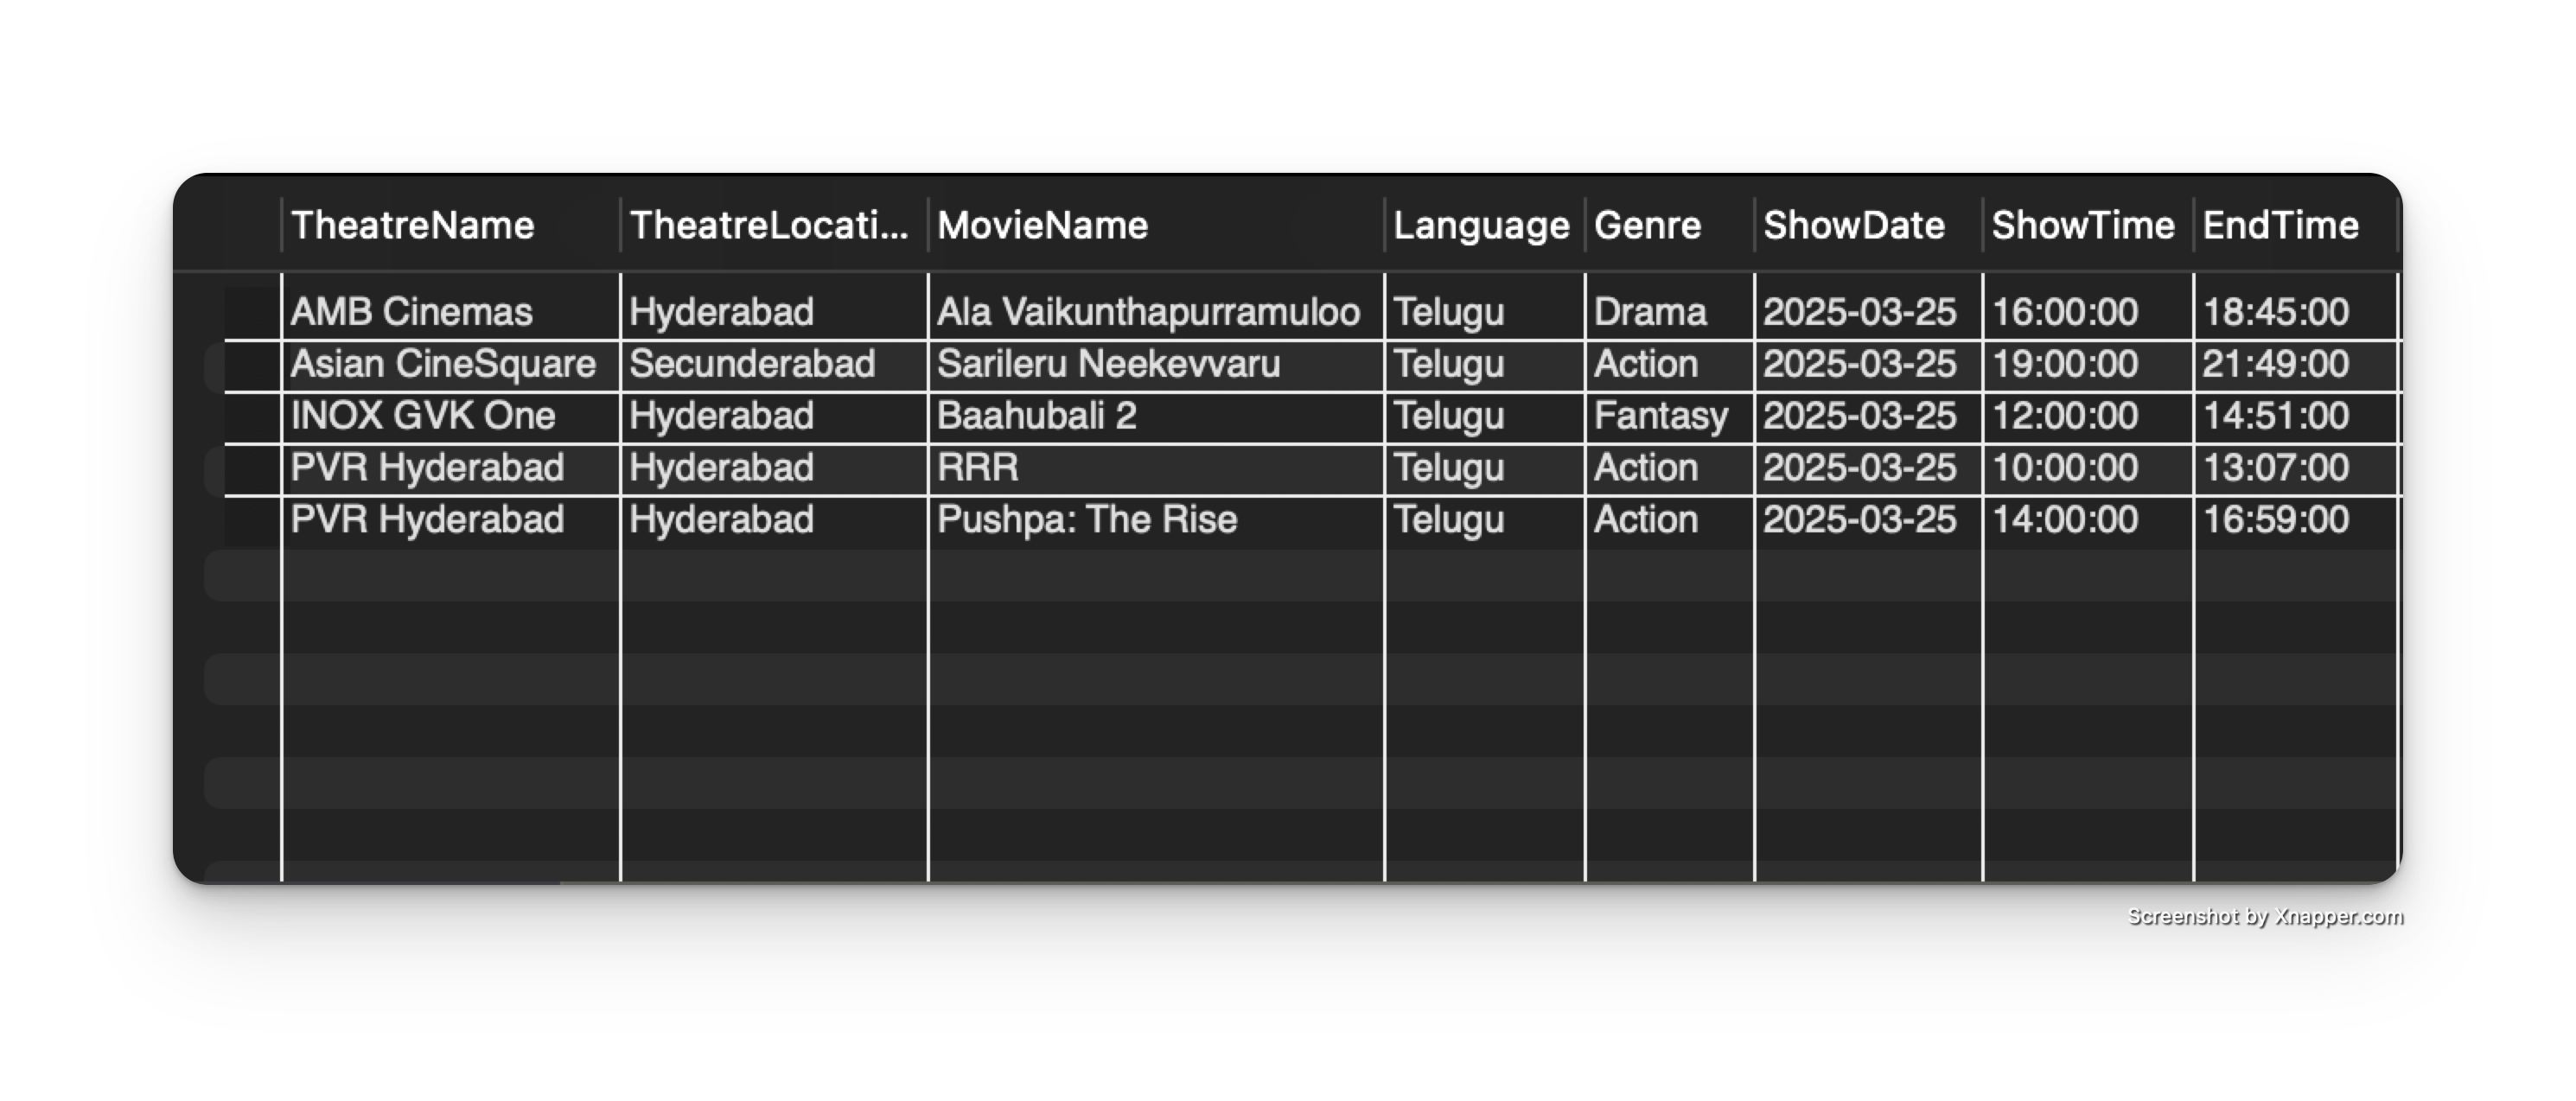 TheatreName TheatreLocati... MovieName Language Genre ShowDate ShowTime EndTime
AMB Cinemas Hyderabad Ala Vaikunthapurramuloo Telugu Drama 2025-03-25 16:00:00 18:45:00
Asian CineSquare Secunderabad Sarileru Neekevvaru Telugu Action 2025-03-25 19:00:00 21:49:00
INOX GVK One Hyderabad Baahubali 2 Telugu Fantasy 2025-03-25 12:00:00 14:51:00
PVR Hyderabad Hyderabad RRR Telugu Action 2025-03-25 10:00:00 13:07:00
PVR Hyderabad Hyderabad Pushpa: The Rise Telugu Action 2025-03-25 14:00:00 16:59:00
Screenshot by Xnapper.com